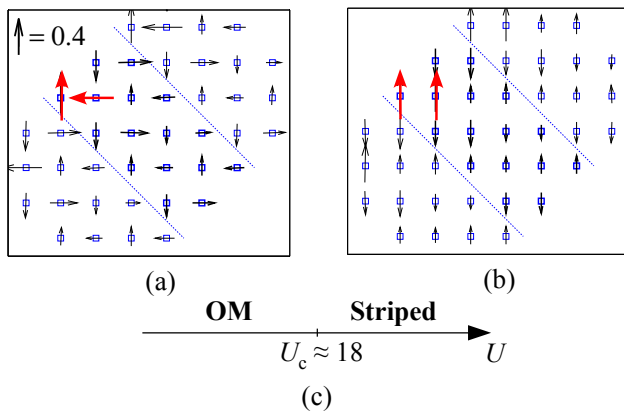 = 0.4
(a)
(b)
OM Striped
U_c ≈ 18 U
(c)